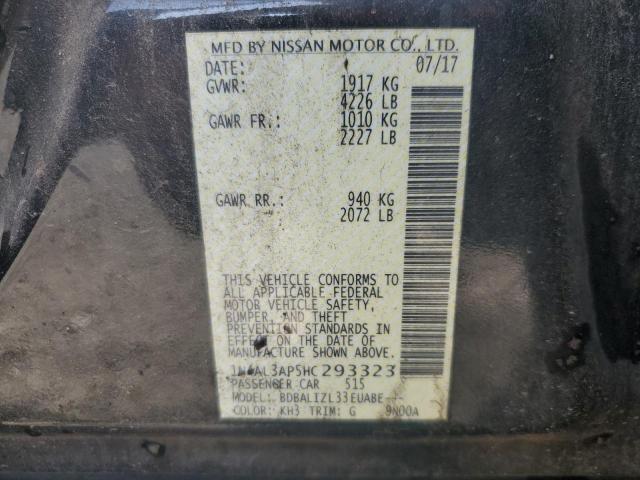 MFD BY NISSAN MOTOR CO., LTD.
DATE: 07/17
GVWR: 1917 KG
4226 LB
GAWR FR.: 1010 KG
2227 LB
GAWR RR.: 940 KG
2072 LB
THIS VEHICLE CONFORMS TO
ALL APPLICABLE FEDERAL
MOTOR VEHICLE SAFETY,
BUMPER, AND THEFT
PREVENTION STANDARDS IN
EFFECT ON THE DATE OF
MANUFACTURE SHOWN ABOVE.
293323
PASSENGER CAR 515
MODEL: BDBALIZL33EUABE--
COLOR: KH3 TRIM: G 9N00A